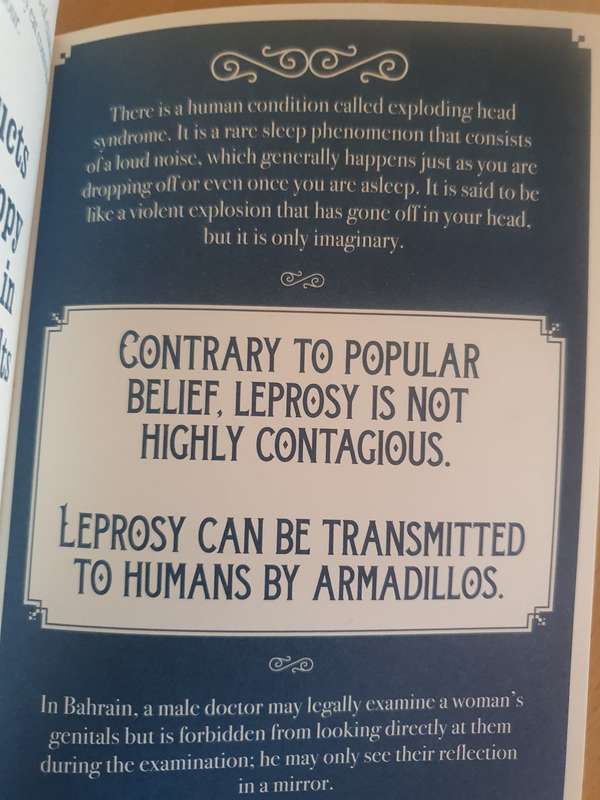 ucts
ppy
in
lts
There is a human condition called exploding head
syndrome. It is a rare sleep phenomenon that consists
of a loud noise, which generally happens just as you are
dropping off or even once you are asleep. It is said to be
like a violent explosion that has gone off in your head,
but it is only imaginary.
CONTRARY TO POPULAR
BELIEF, LEPROSY IS NOT
HIGHLY CONTAGIOUS.
LEPROSY CAN BE TRANSMITTED
TO HUMANS BY ARMADILLOS.
In Bahrain, a male doctor may legally examine a woman's
genitals but is forbidden from looking directly at them
during the examination; he may only see their reflection
in a mirror.